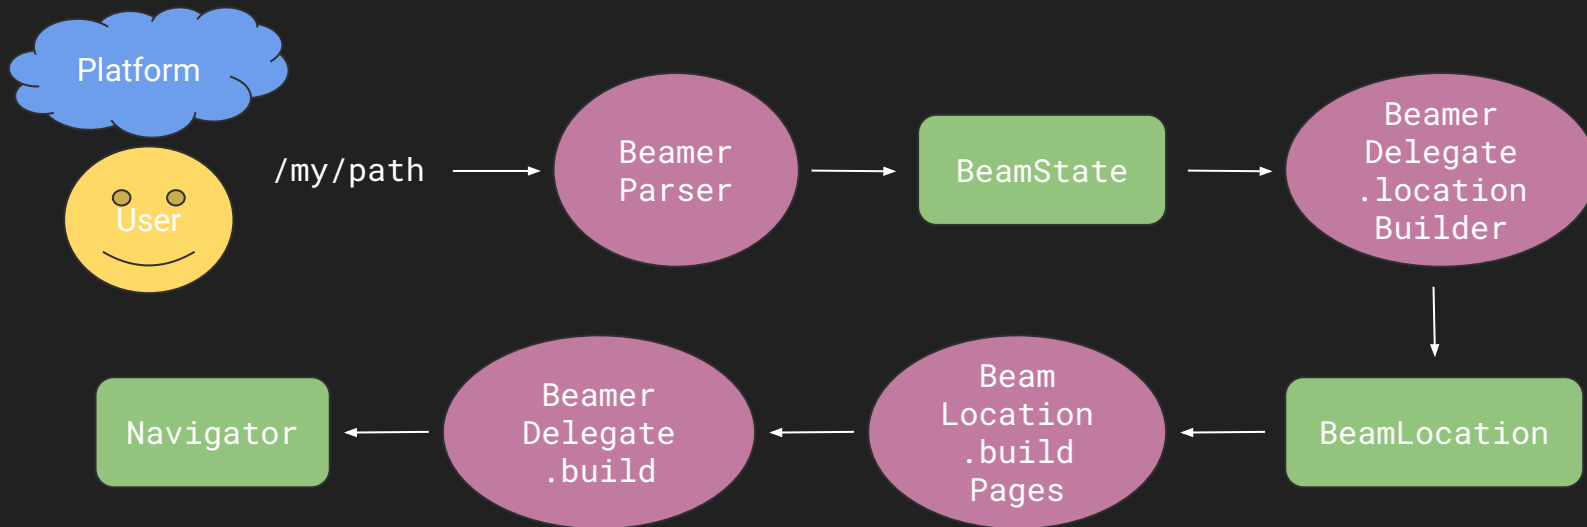 Platform
User
/my/path
Beamer
Parser
BeamState
Beamer
Delegate
.location
Builder
Navigator
Beamer
Delegate
.build
Beam
Location
.build
Pages
BeamLocation